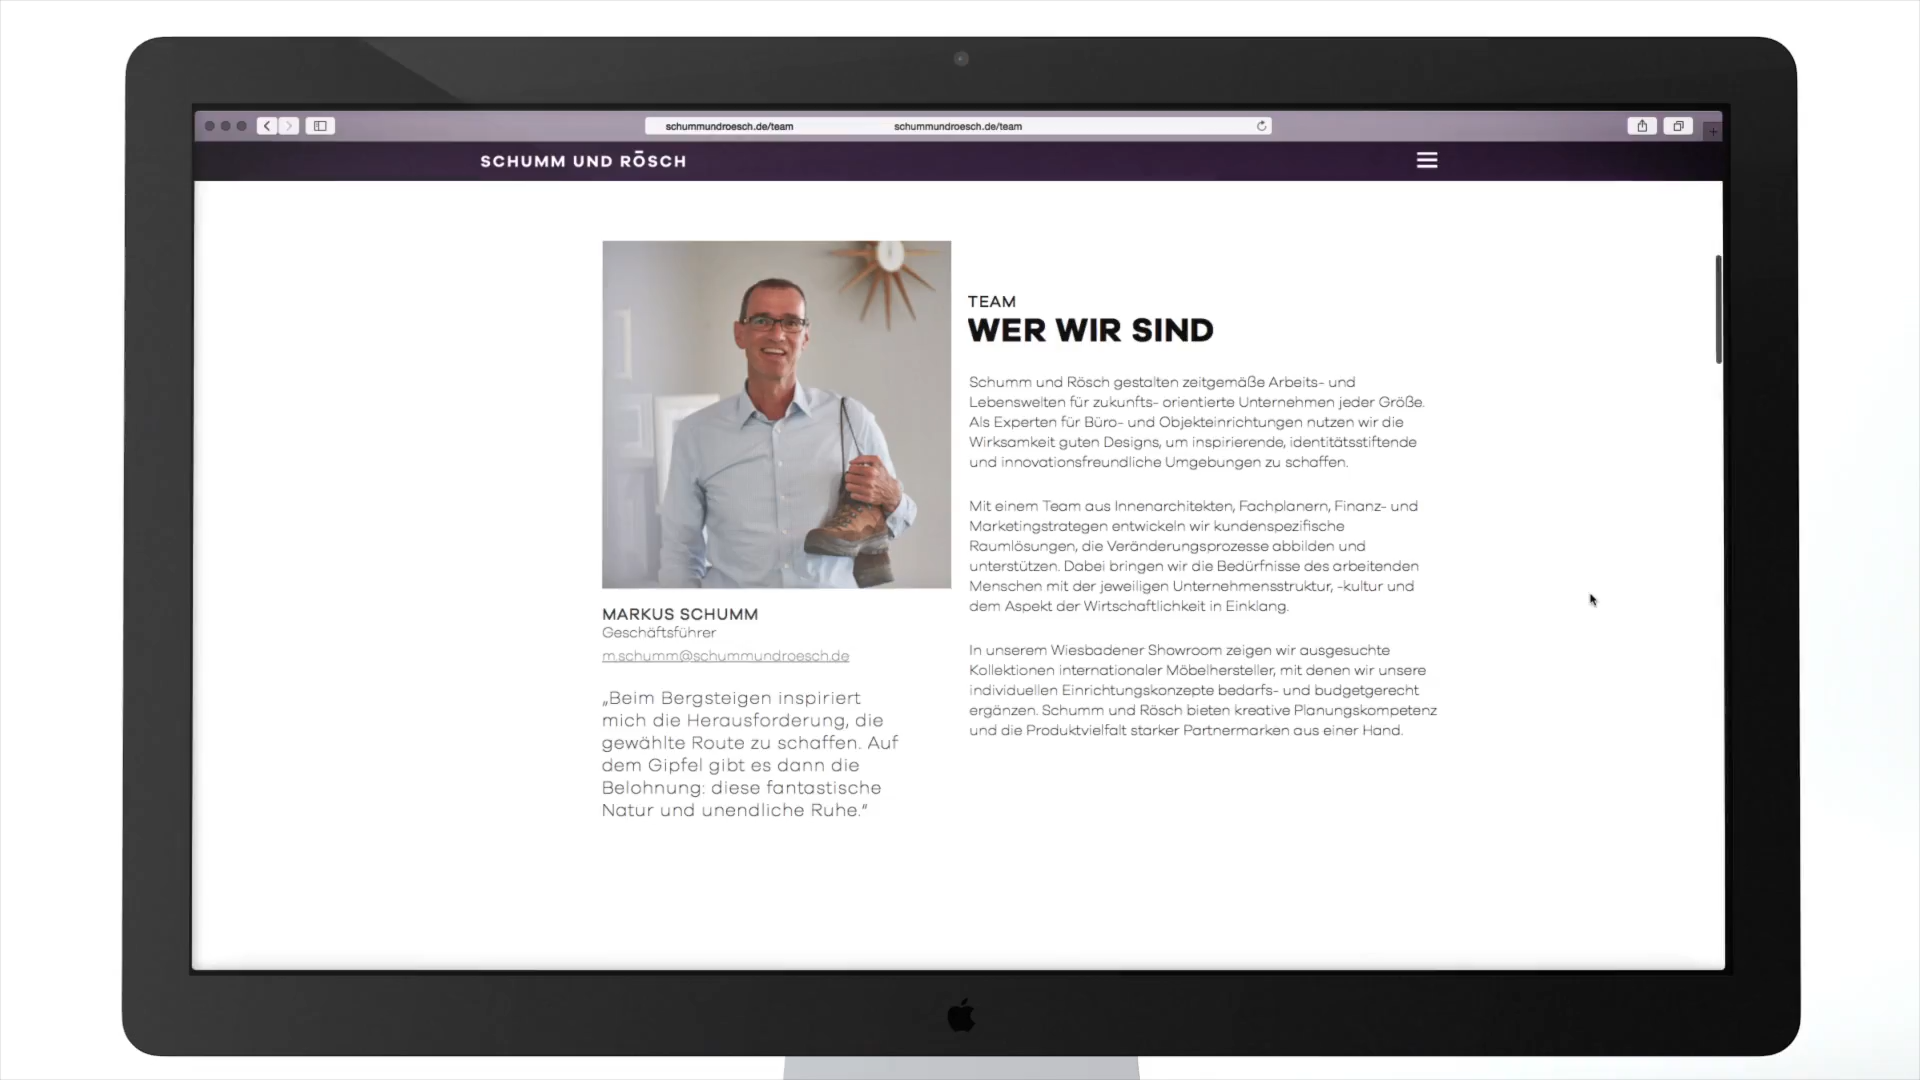 schummundroesch.de/team
schummundroesch.de/team
SCHUMM UND RÖSCH
TEAM
WER WIR SIND
Schumm und Rösch gestalten zeitgemäße Arbeits- und
Lebenswelten für zukunfts- orientierte Unternehmen jeder Größe.
Als Experten für Büro- und Objekteinrichtungen nutzen wir die
Wirksamkeit guten Designs, um inspirierende, identitätsstiftende
und innovationsfreundliche Umgebungen zu schaffen.
Mit einem Team aus Innenarchitekten, Fachplanern, Finanz- und
Marketingstrategen entwickeln wir kundenspezifische
Raumlösungen, die Veränderungsprozesse abbilden und
unterstützen. Dabei bringen wir die Bedürfnisse des arbeitenden
Menschen mit der jeweiligen Unternehmensstruktur, -kultur und
dem Aspekt der Wirtschaftlichkeit in Einklang.
In unserem Wiesbadener Showroom zeigen wir ausgesuchte
Kollektionen internationaler Möbelhersteller, mit denen wir unsere
individuellen Einrichtungskonzepte bedarfs- und budgetgerecht
ergänzen. Schumm und Rösch bieten kreative Planungskompetenz
und die Produktvielfalt starker Partnermarken aus einer Hand.
MARKUS SCHUMM
Geschäftsführer
m.schumm@schummundroesch.de
„Beim Bergsteigen inspiriert
mich die Herausforderung, die
gewählte Route zu schaffen. Auf
dem Gipfel gibt es dann die
Belohnung: diese fantastische
Natur und unendliche Ruhe.“